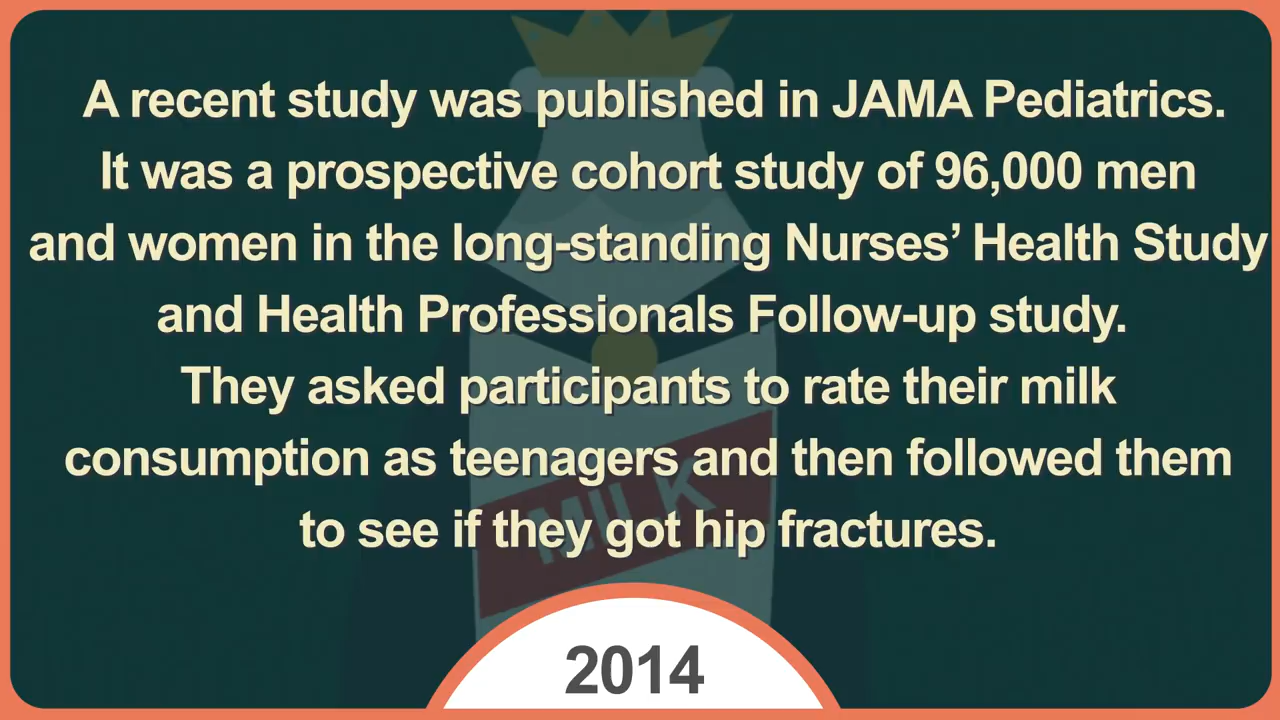 A recent study was published in JAMA Pediatrics.
It was a prospective cohort study of 96,000 men
and women in the long-standing Nurses’ Health Study
and Health Professionals Follow-up study.
They asked participants to rate their milk
consumption as teenagers and then followed them
to see if they got hip fractures.
MILK
2014